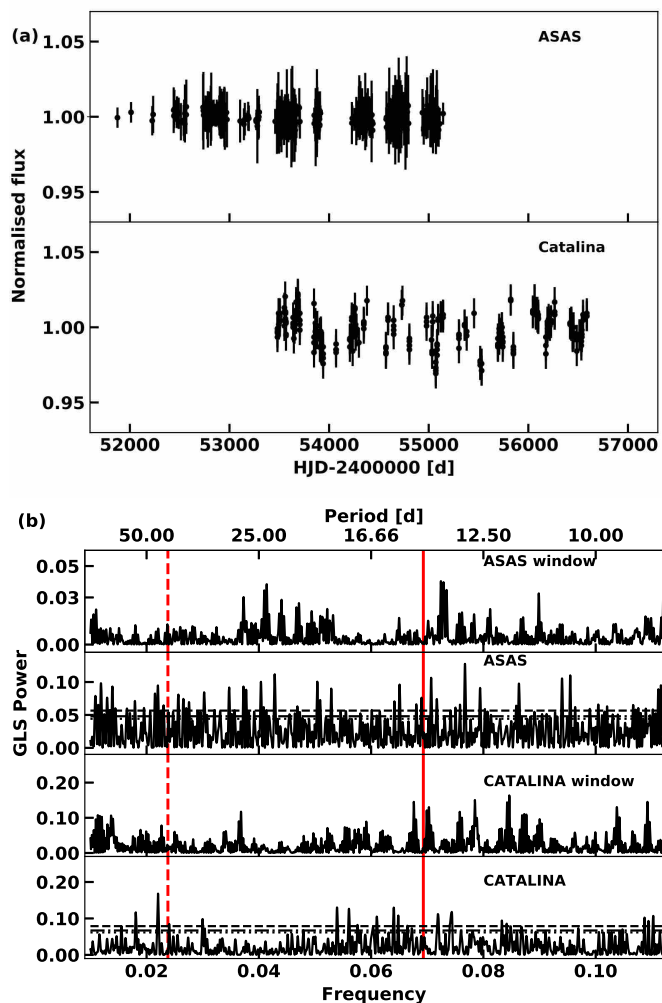 (a)
ASAS
1.05
1.00
0.95
Catalina
1.05
1.00
0.95
Normalised flux
52000 53000 54000 55000 56000 57000
HJD-2400000 [d]
(b)
Period [d]
50.00 25.00 16.66 12.50 10.00
ASAS window
0.05
0.03
0.00
ASAS
0.10
0.05
0.00
CATALINA window
0.20
0.10
0.00
CATALINA
0.20
0.10
0.00
GLS Power
0.02 0.04 0.06 0.08 0.10
Frequency